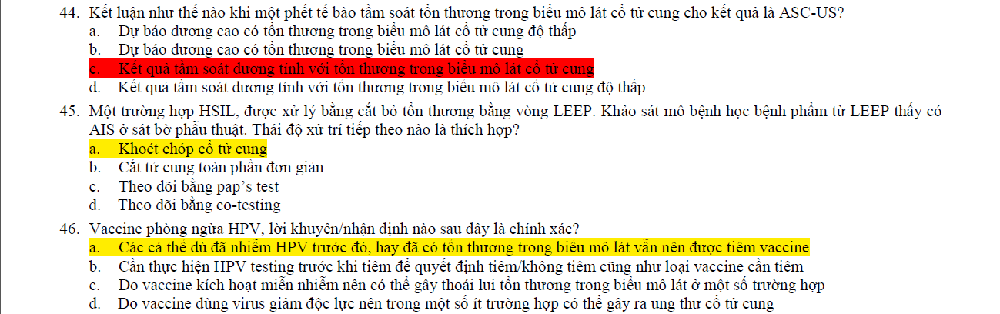 44. Kết luận như thế nào khi một phết tế bào tầm soát tổn thương trong biểu mô lát cổ tử cung cho kết quả là ASC-US?
a. Dự báo dương cao có tổn thương trong biểu mô lát cổ tử cung độ thấp
b. Dự báo dương cao có tổn thương trong biểu mô lát cổ tử cung
c. Kết quả tầm soát dương tính với tổn thương trong biểu mô lát cổ tử cung
d. Kết quả tầm soát dương tính với tổn thương trong biểu mô lát cổ tử cung độ thấp
45. Một trường hợp HSIL, được xử lý bằng cắt bỏ tổn thương bằng vòng LEEP. Khảo sát mô bệnh học bệnh phẩm từ LEEP thấy có
AIS ở sát bờ phẫu thuật. Thái độ xử trí tiếp theo nào là thích hợp?
a. Khoét chóp cổ tử cung
b. Cắt tử cung toàn phần đơn giản
c. Theo dõi bằng pap’s test
d. Theo dõi bằng co-testing
46. Vaccine phòng ngừa HPV, lời khuyên/nhận định nào sau đây là chính xác?
a. Các cá thể dù đã nhiễm HPV trước đó, hay đã có tổn thương trong biểu mô lát vẫn nên được tiêm vaccine
b. Cần thực hiện HPV testing trước khi tiêm để quyết định tiêm/không tiêm cũng như loại vaccine cần tiêm
c. Do vaccine kích hoạt miễn nhiễm nên có thể gây thoái lui tổn thương trong biểu mô lát ở một số trường hợp
d. Do vaccine dùng virus giảm độc lực nên trong một số ít trường hợp có thể gây ra ung thư cổ tử cung